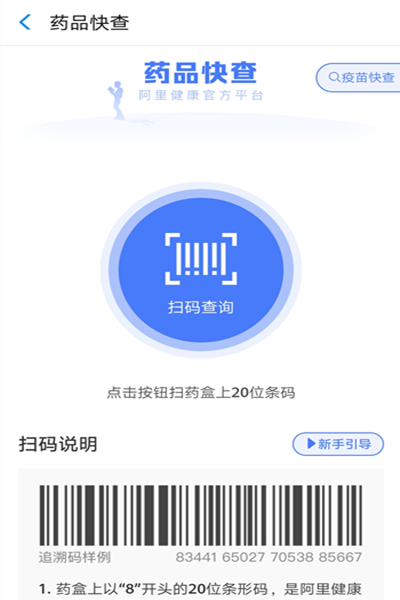 药品快查
药品快查
阿里健康官方平台
疫苗快查
扫码查询
点击按钮扫药盒上20位条码
扫码说明
新手引导
追溯码样例 83441 65027 70538 85667
1. 药盒上以“8”开头的20位条形码，是阿里健康